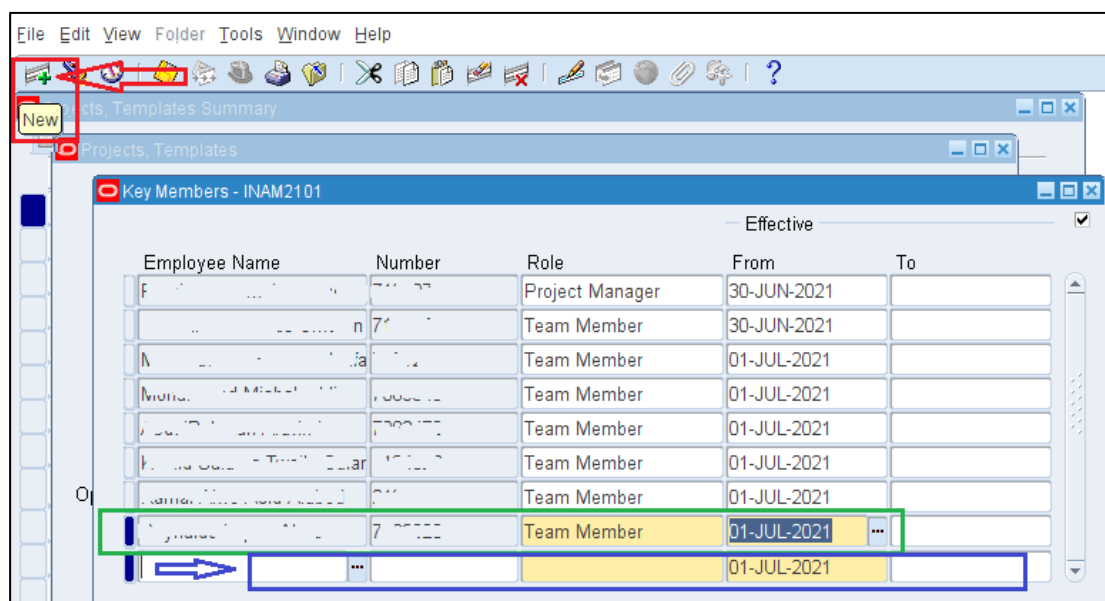 File Edit View Folder Tools Window Help
Projects, Templates Summary
New
Projects, Templates
Key Members - INAM2101
Effective
Employee Name Number Role From To
Project Manager 30-JUN-2021
Team Member 30-JUN-2021
Team Member 01-JUL-2021
Team Member 01-JUL-2021
Team Member 01-JUL-2021
Team Member 01-JUL-2021
Team Member 01-JUL-2021
Team Member 01-JUL-2021
01-JUL-2021